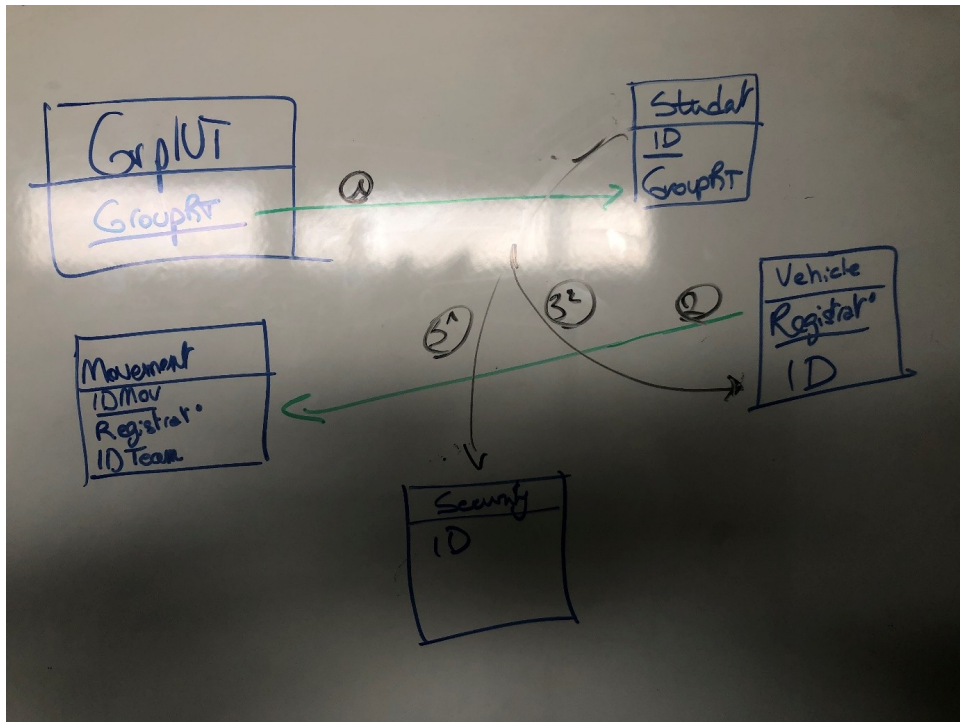 GrpIUT
GroupRT
1
Student
ID
GroupRT
Vehicle
Registrat°
ID
2
3²
3¹
Movement
IDMov
Registrat°
IDTeam
Security
ID